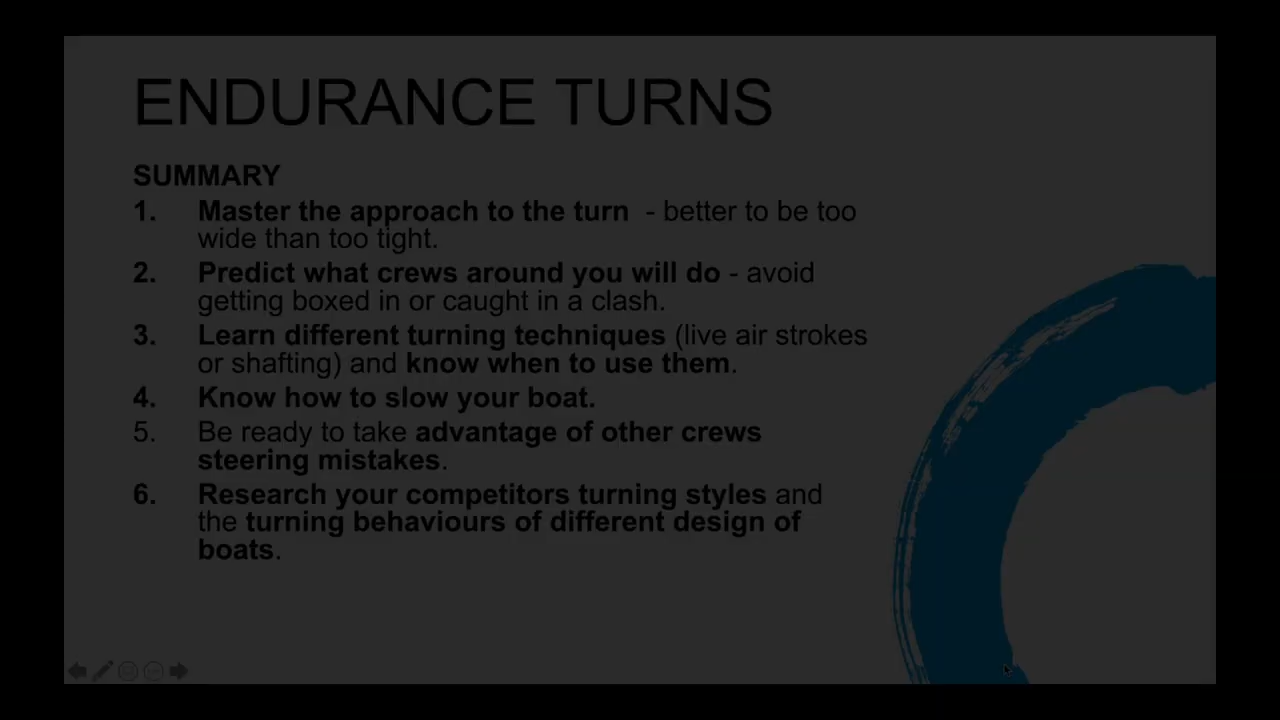 ENDURANCE TURNS
SUMMARY
1. Master the approach to the turn - better to be too
wide than too tight.
2. Predict what crews around you will do - avoid
getting boxed in or caught in a clash.
3. Learn different turning techniques (live air strokes
or shafting) and know when to use them.
4. Know how to slow your boat.
5. Be ready to take advantage of other crews
steering mistakes.
6. Research your competitors turning styles and
the turning behaviours of different design of
boats.